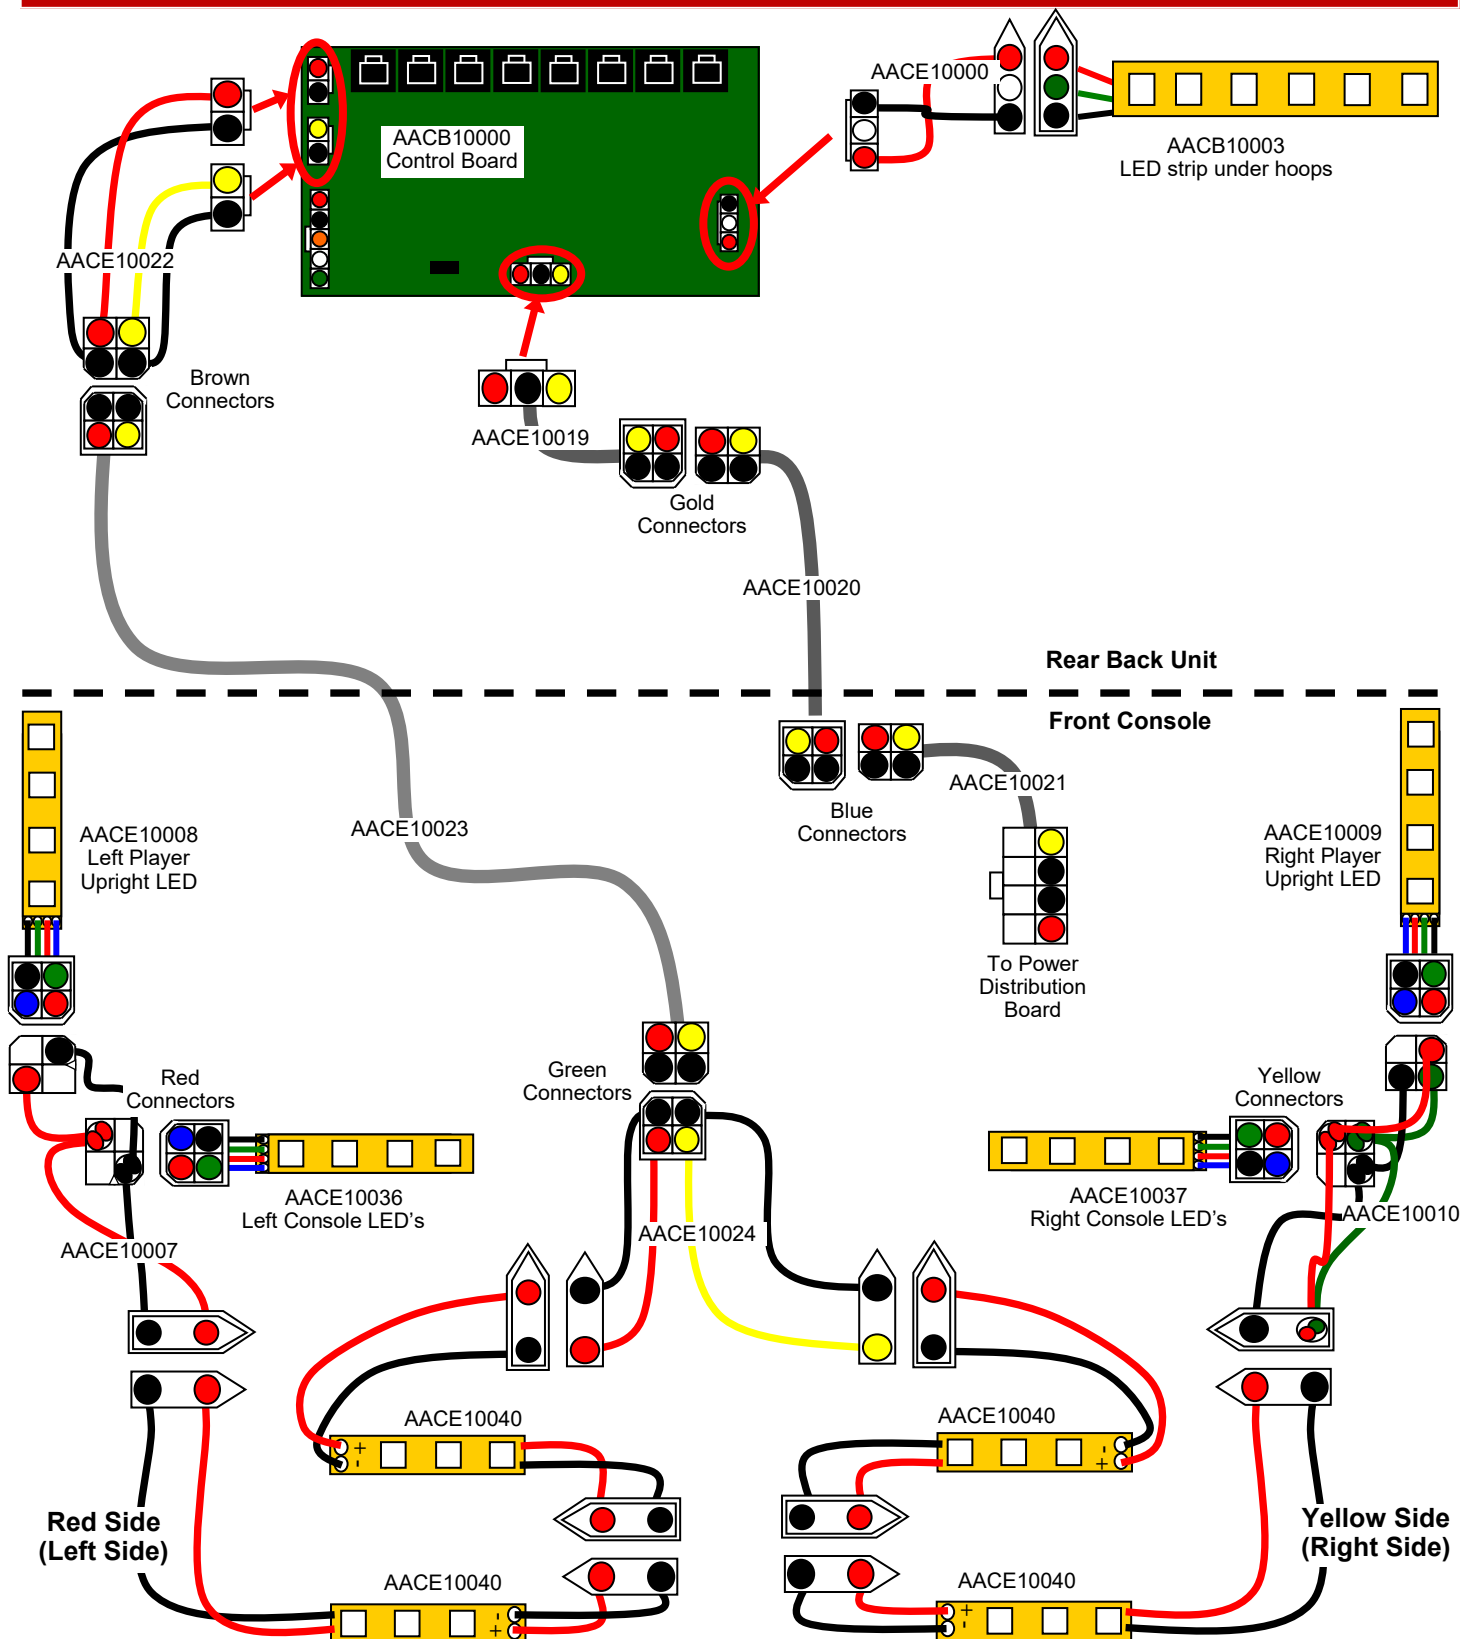 AACE10000
AACB10000
Control Board
AACB10003
LED strip under hoops
AACE10022
Brown
Connectors
AACE10019
Gold
Connectors
AACE10020
Rear Back Unit
Front Console
AACE10021
Blue
Connectors
AACE10023
AACE10008
Left Player
Upright LED
AACE10009
Right Player
Upright LED
To Power
Distribution
Board
Green
Connectors
Red
Connectors
Yellow
Connectors
AACE10036
Left Console LED’s
AACE10037
Right Console LED’s
AACE10010
AACE10024
AACE10007
AACE10040
+
-
AACE10040
-
+
Red Side
(Left Side)
Yellow Side
(Right Side)
AACE10040
-
+
AACE10040
+
-